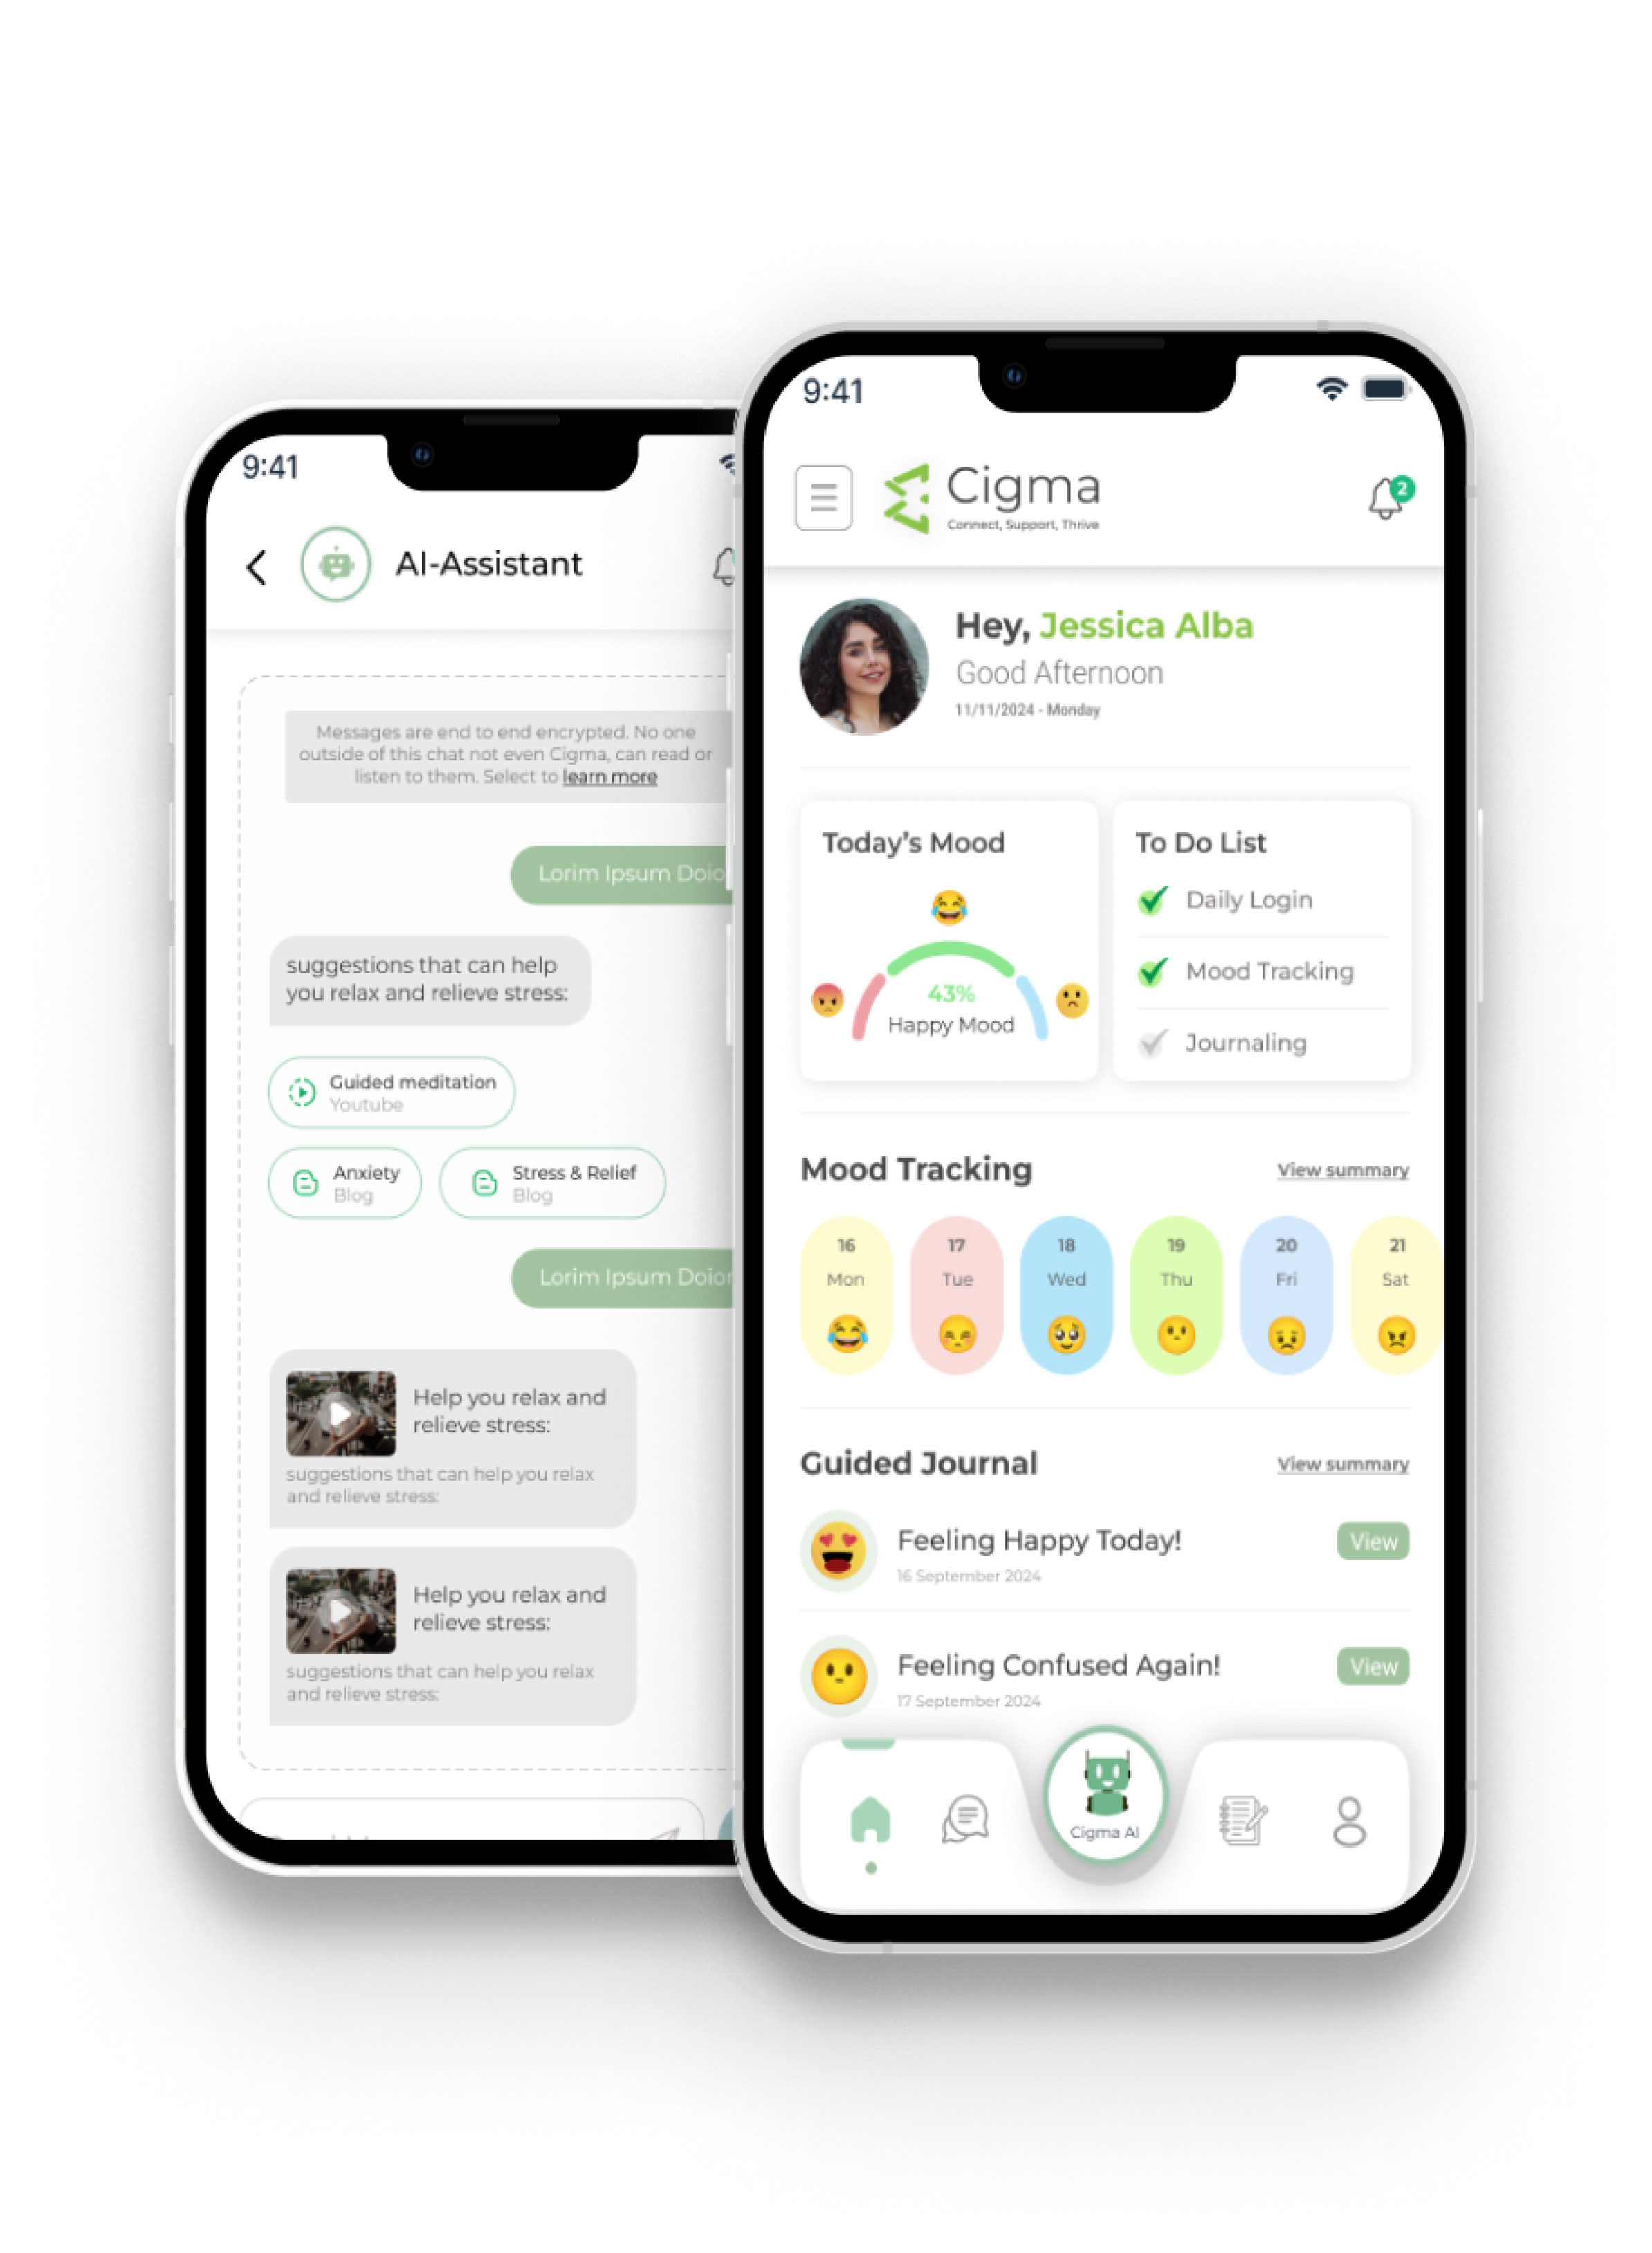 9:41
AI-Assistant
Messages are end to end encrypted. No one
outside of this chat not even Cigma, can read or
listen to them. Select to learn more
Lorim Ipsum Dolo
suggestions that can help
you relax and relieve stress:
Guided meditation
Youtube
Anxiety
Blog
Stress & Relief
Blog
Lorim Ipsum Dolor
Help you relax and
relieve stress:
suggestions that can help you relax
and relieve stress:
Help you relax and
relieve stress:
suggestions that can help you relax
and relieve stress:
9:41
Cigma
Connect, Support, Thrive
2
Hey, Jessica Alba
Good Afternoon
11/11/2024 - Monday
Today's Mood
43%
Happy Mood
To Do List
Daily Login
Mood Tracking
Journaling
Mood Tracking
View summary
16
Mon
17
Tue
18
Wed
19
Thu
20
Fri
21
Sat
Guided Journal
View summary
Feeling Happy Today!
16 September 2024
View
Feeling Confused Again!
17 September 2024
View
Cigma AI